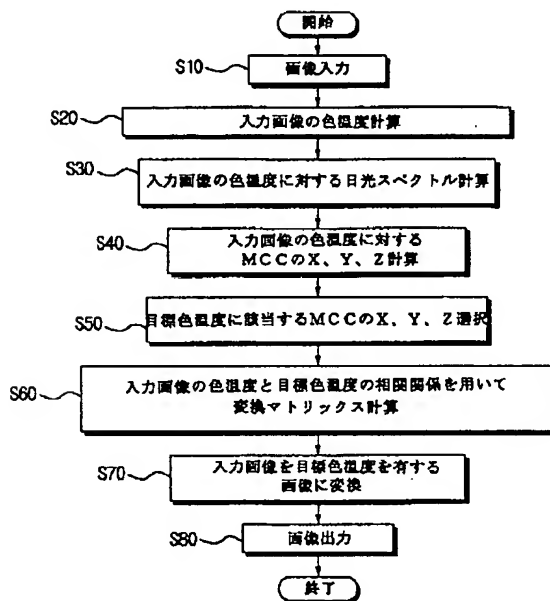 開始
S10
画像入力
S20
入力画像の色温度計算
S30
入力画像の色温度に対する日光スペクトル計算
S40
入力画像の色温度に対する
MCCのX、Y、Z計算
S50
目標色温度に該当するMCCのX、Y、Z選択
S60
入力画像の色温度と目標色温度の相関関係を用いて
変換マトリックス計算
S70
入力画像を目標色温度を有する
画像に変換
S80
画像出力
終了